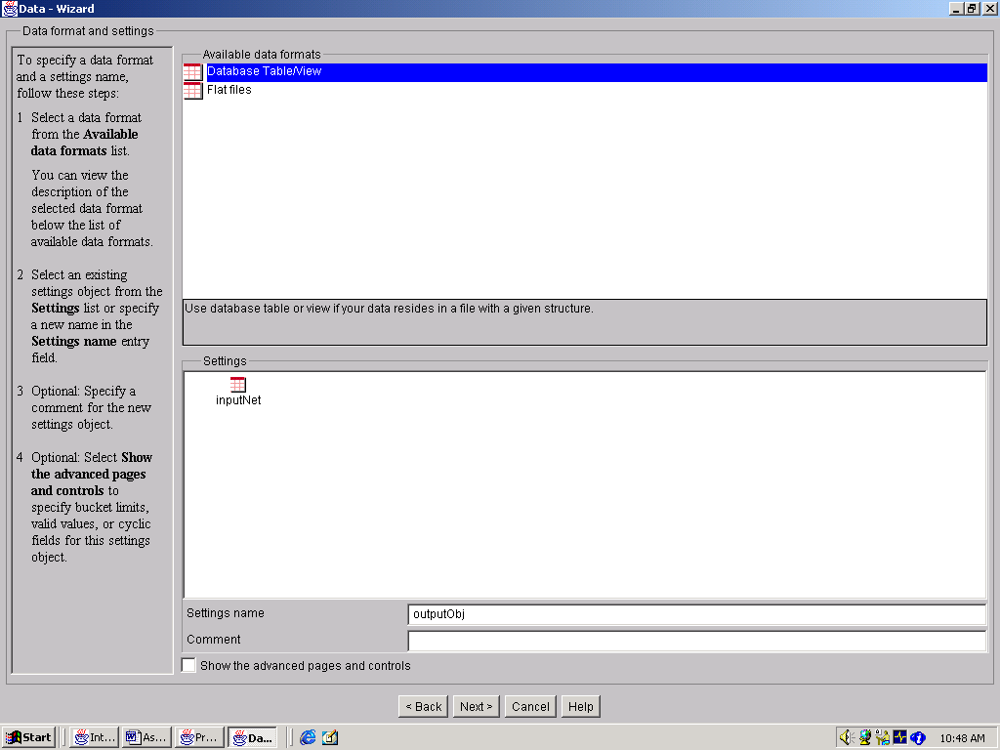 Data - Wizard
Data format and settings
To specify a data format
and a settings name,
follow these steps:
1 Select a data format
from the Available
data formats list.
You can view the
description of the
selected data format
below the list of
available data formats.
2 Select an existing
settings object from the
Settings list or specify
a new name in the
Settings name entry
field.
3 Optional: Specify a
comment for the new
settings object.
4 Optional: Select Show
the advanced pages
and controls to
specify bucket limits,
valid values, or cyclic
fields for this settings
object.
Available data formats
Database Table/View
Flat files
Use database table or view if your data resides in a file with a given structure.
Settings
inputNet
Settings name outputObj
Comment
Show the advanced pages and controls
< Back Next > Cancel Help
Start Int... As... Pr... Da... 10:48 AM